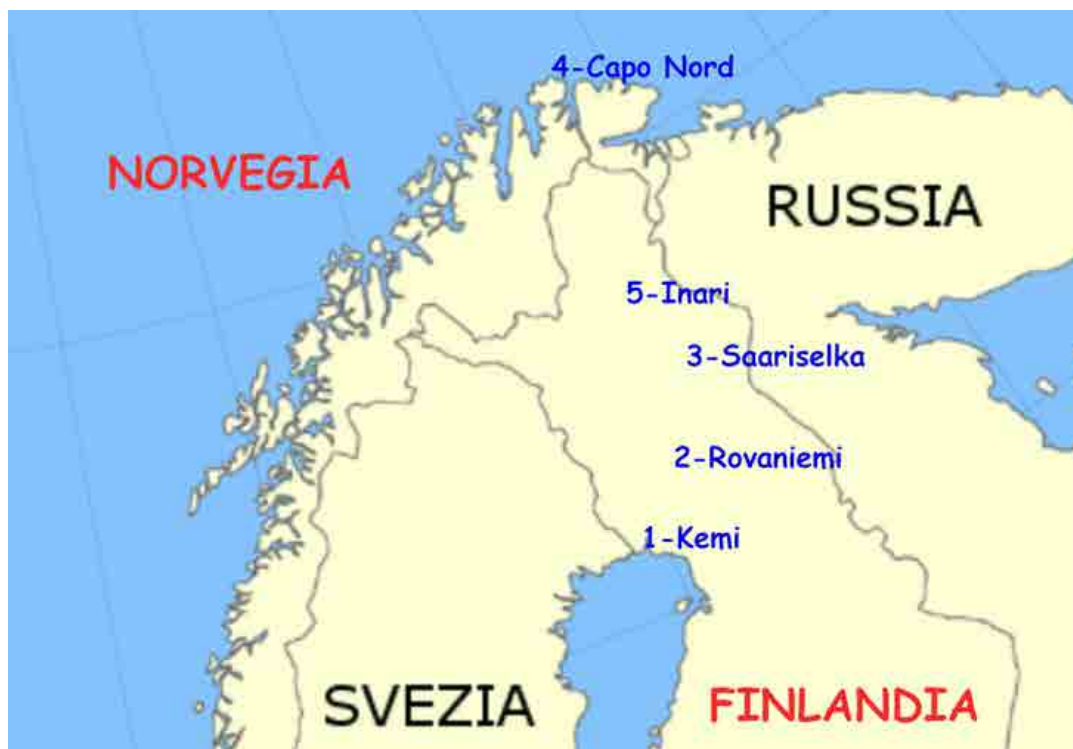 4-Capo Nord
NORVEGIA
RUSSIA
5-Inari
3-Saariselka
2-Rovaniemi
1-Kemi
SVEZIA
FINLANDIA